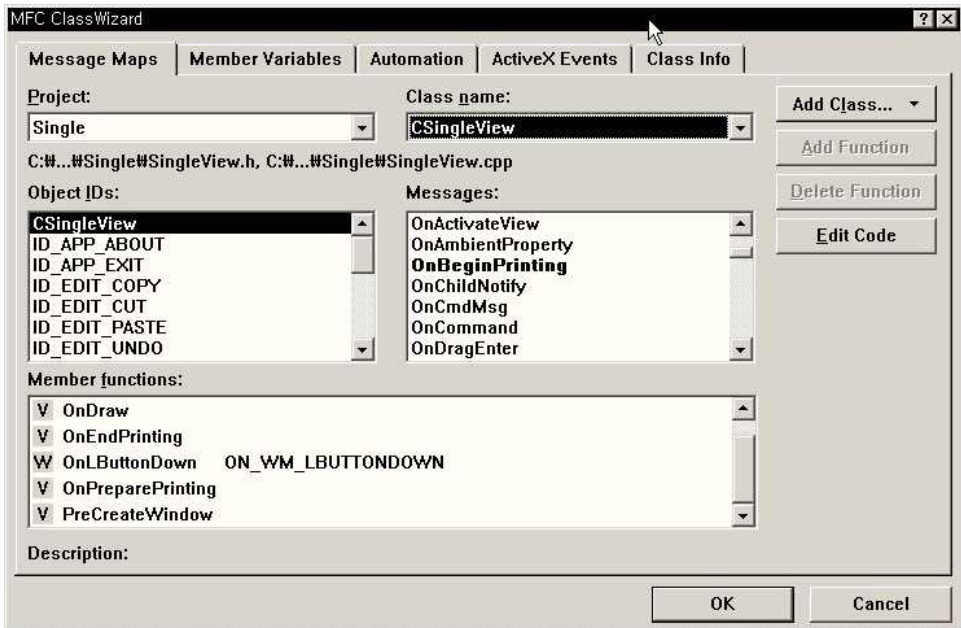 MFC ClassWizard
Message Maps Member Variables Automation ActiveX Events Class Info
Project: Class name:
Single CSingleView
C:₩...₩Single₩SingleView.h, C:₩...₩Single₩SingleView.cpp
Object IDs: Messages:
CSingleView OnActivateView
ID_APP_ABOUT OnAmbientProperty
ID_APP_EXIT OnBeginPrinting
ID_EDIT_COPY OnChildNotify
ID_EDIT_CUT OnCmdMsg
ID_EDIT_PASTE OnCommand
ID_EDIT_UNDO OnDragEnter
Add Class...
Add Function
Delete Function
Edit Code
Member functions:
V OnDraw
V OnEndPrinting
W OnLButtonDown ON_WM_LBUTTONDOWN
V OnPreparePrinting
V PreCreateWindow
Description:
OK Cancel